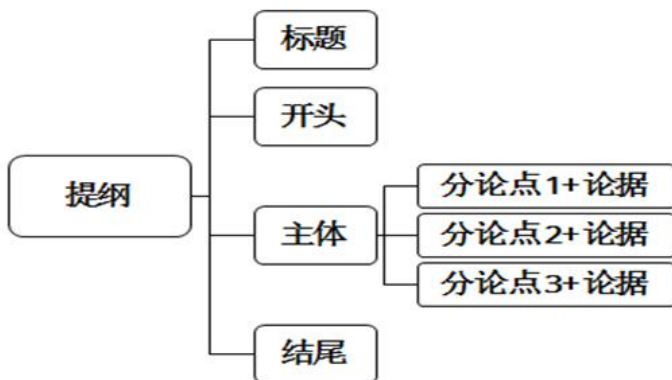 标题
开头
提纲
主体
分论点1+论据
分论点2+论据
分论点3+论据
结尾